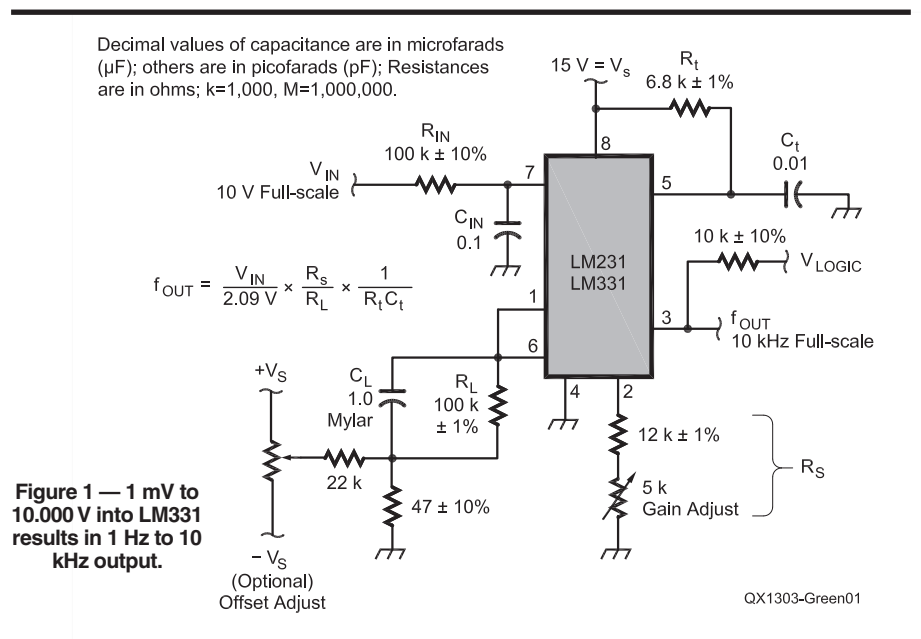 Decimal values of capacitance are in microfarads
(µF); others are in picofarads (pF); Resistances
are in ohms; k=1,000, M=1,000,000.
15 V = Vs
Rt
6.8 k ± 1%
8
RIN
100 k ± 10%
VIN
10 V Full-scale
7
CIN
0.1
5
Ct
0.01
LM231
LM331
10 k ± 10%
VLOGIC
3
fOUT
10 kHz Full-scale
fOUT = VIN / 2.09 V × Rs / RL × 1 / RtCt
1
6
4
2
+VS
CL
1.0
Mylar
RL
100 k
± 1%
22 k
47 ± 10%
12 k ± 1%
5 k
Gain Adjust
RS
– VS
(Optional)
Offset Adjust
Figure 1 — 1 mV to
10.000 V into LM331
results in 1 Hz to 10
kHz output.
QX1303-Green01